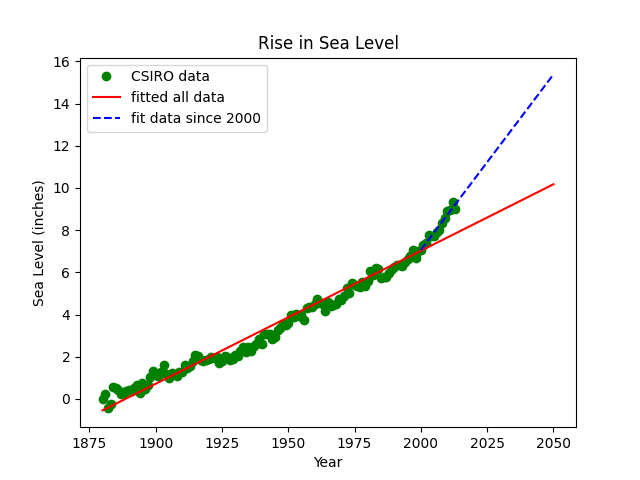 Rise in Sea Level
CSIRO data
fitted all data
fit data since 2000
Sea Level (inches)
16
14
12
10
8
6
4
2
0
1875 1900 1925 1950 1975 2000 2025 2050
Year